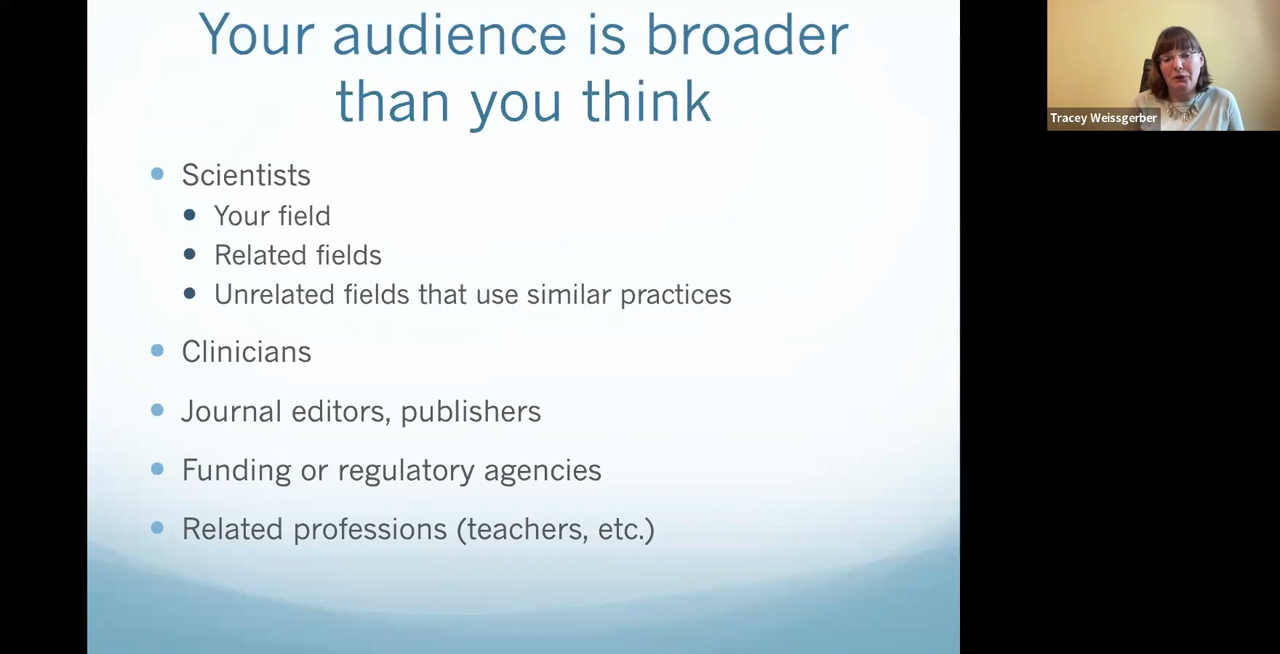 Your audience is broader
than you think
Scientists
Your field
Related fields
Unrelated fields that use similar practices
Clinicians
Journal editors, publishers
Funding or regulatory agencies
Related professions (teachers, etc.)
Tracey Weissgerber